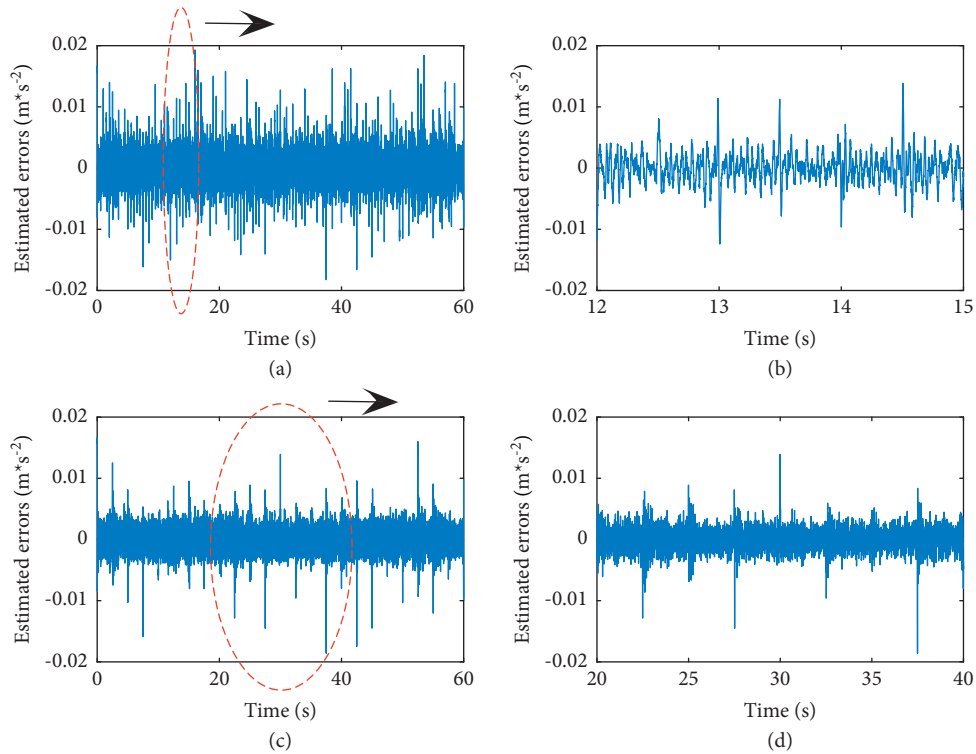 Estimated errors (m*s-2)
0.02
0.01
0
-0.01
-0.02
0 20 40 60
Time (s)
(a)
Estimated errors (m*s-2)
0.02
0.01
0
-0.01
-0.02
12 13 14 15
Time (s)
(b)
Estimated errors (m*s-2)
0.02
0.01
0
-0.01
-0.02
0 20 40 60
Time (s)
(c)
Estimated errors (m*s-2)
0.02
0.01
0
-0.01
-0.02
20 25 30 35 40
Time (s)
(d)